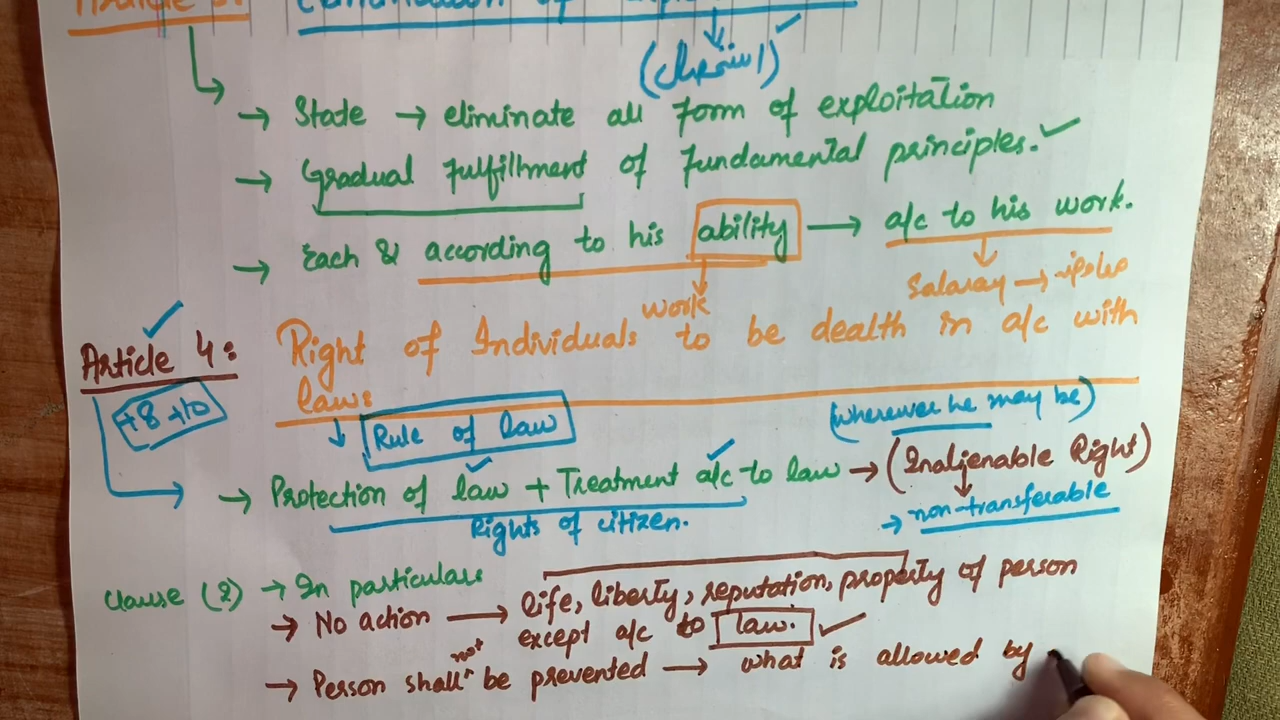 Article 3:
→ State → eliminate all form of exploitation
→ Gradual fulfillment of fundamental principles.
→ Each & according to his ability → a/c to his work.
work
Salaray →
Article 4: Right of Individuals to be dealth in a/c with
laws
+8 +10
Rule of law
(wherever he may be)
→ Protection of law + Treatment a/c to law → (Inalienable Right)
Rights of citizen.
→ non-transferable
Clause (2) → In particular
→ No action → life, liberty, reputation, property of person
except a/c to law.
→ Person shall not be prevented → what is allowed by